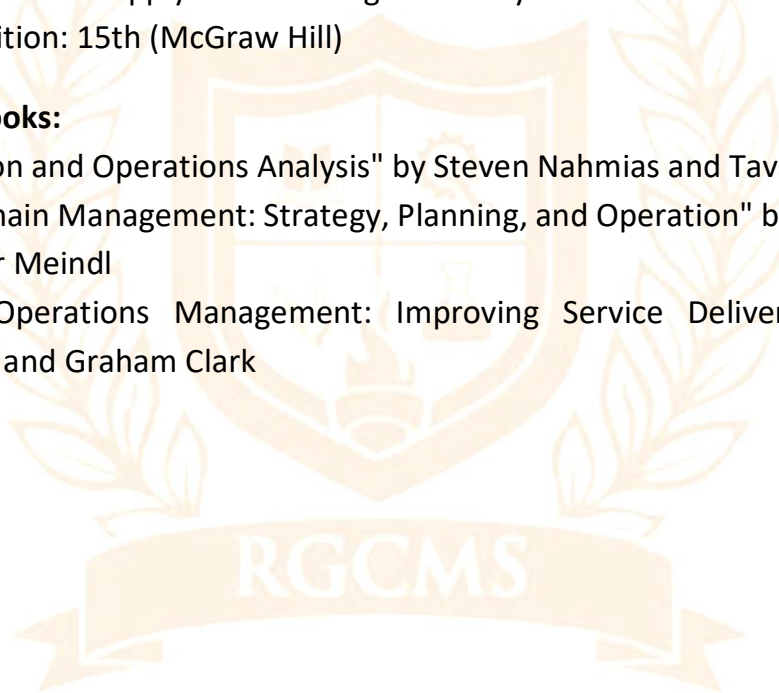 ition: 15th (McGraw Hill)
ooks:
on and Operations Analysis" by Steven Nahmias and Tav
hain Management: Strategy, Planning, and Operation" b
r Meindl
Operations Management: Improving Service Deliver
and Graham Clark
RGCMS